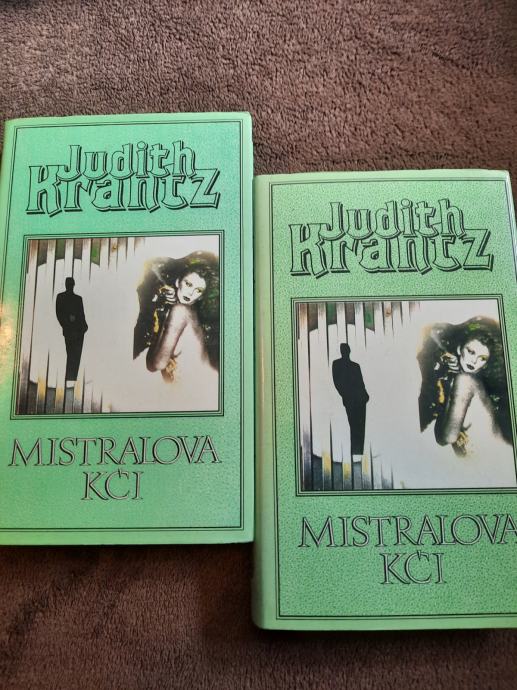 Judith
Krantz
MISTRALOVA
KĆI
Judith
Krantz
MISTRALOVA
KĆI